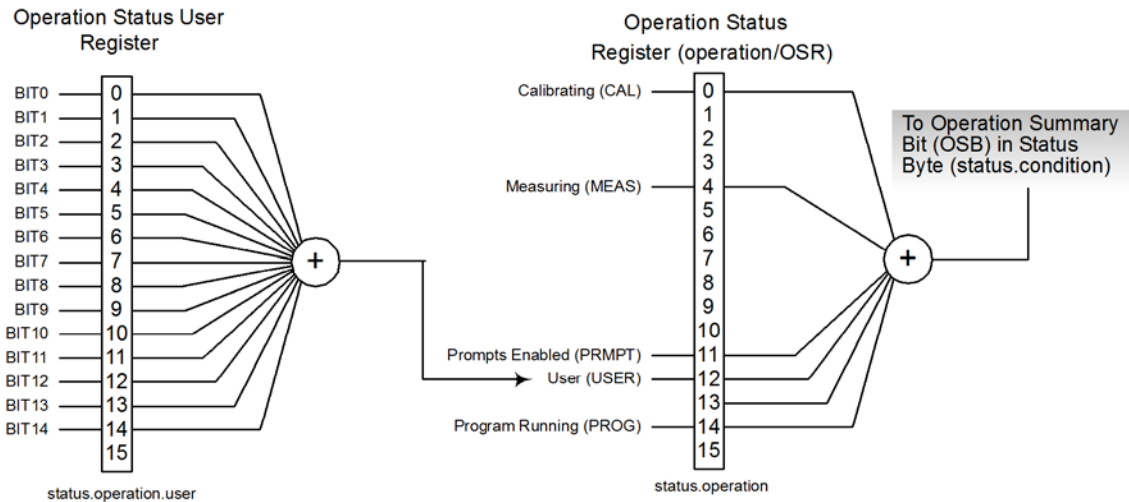 Operation Status User
Register
BIT0 0
BIT1 1
BIT2 2
BIT3 3
BIT4 4
BIT5 5
BIT6 6
BIT7 7
BIT8 8
BIT9 9
BIT10 10
BIT11 11
BIT12 12
BIT13 13
BIT14 14
15
+
status.operation.user
Operation Status
Register (operation/OSR)
Calibrating (CAL) 0
1
2
3
Measuring (MEAS) 4
5
6
7
8
9
10
Prompts Enabled (PRMPT) 11
User (USER) 12
13
Program Running (PROG) 14
15
+
status.operation
To Operation Summary
Bit (OSB) in Status
Byte (status.condition)